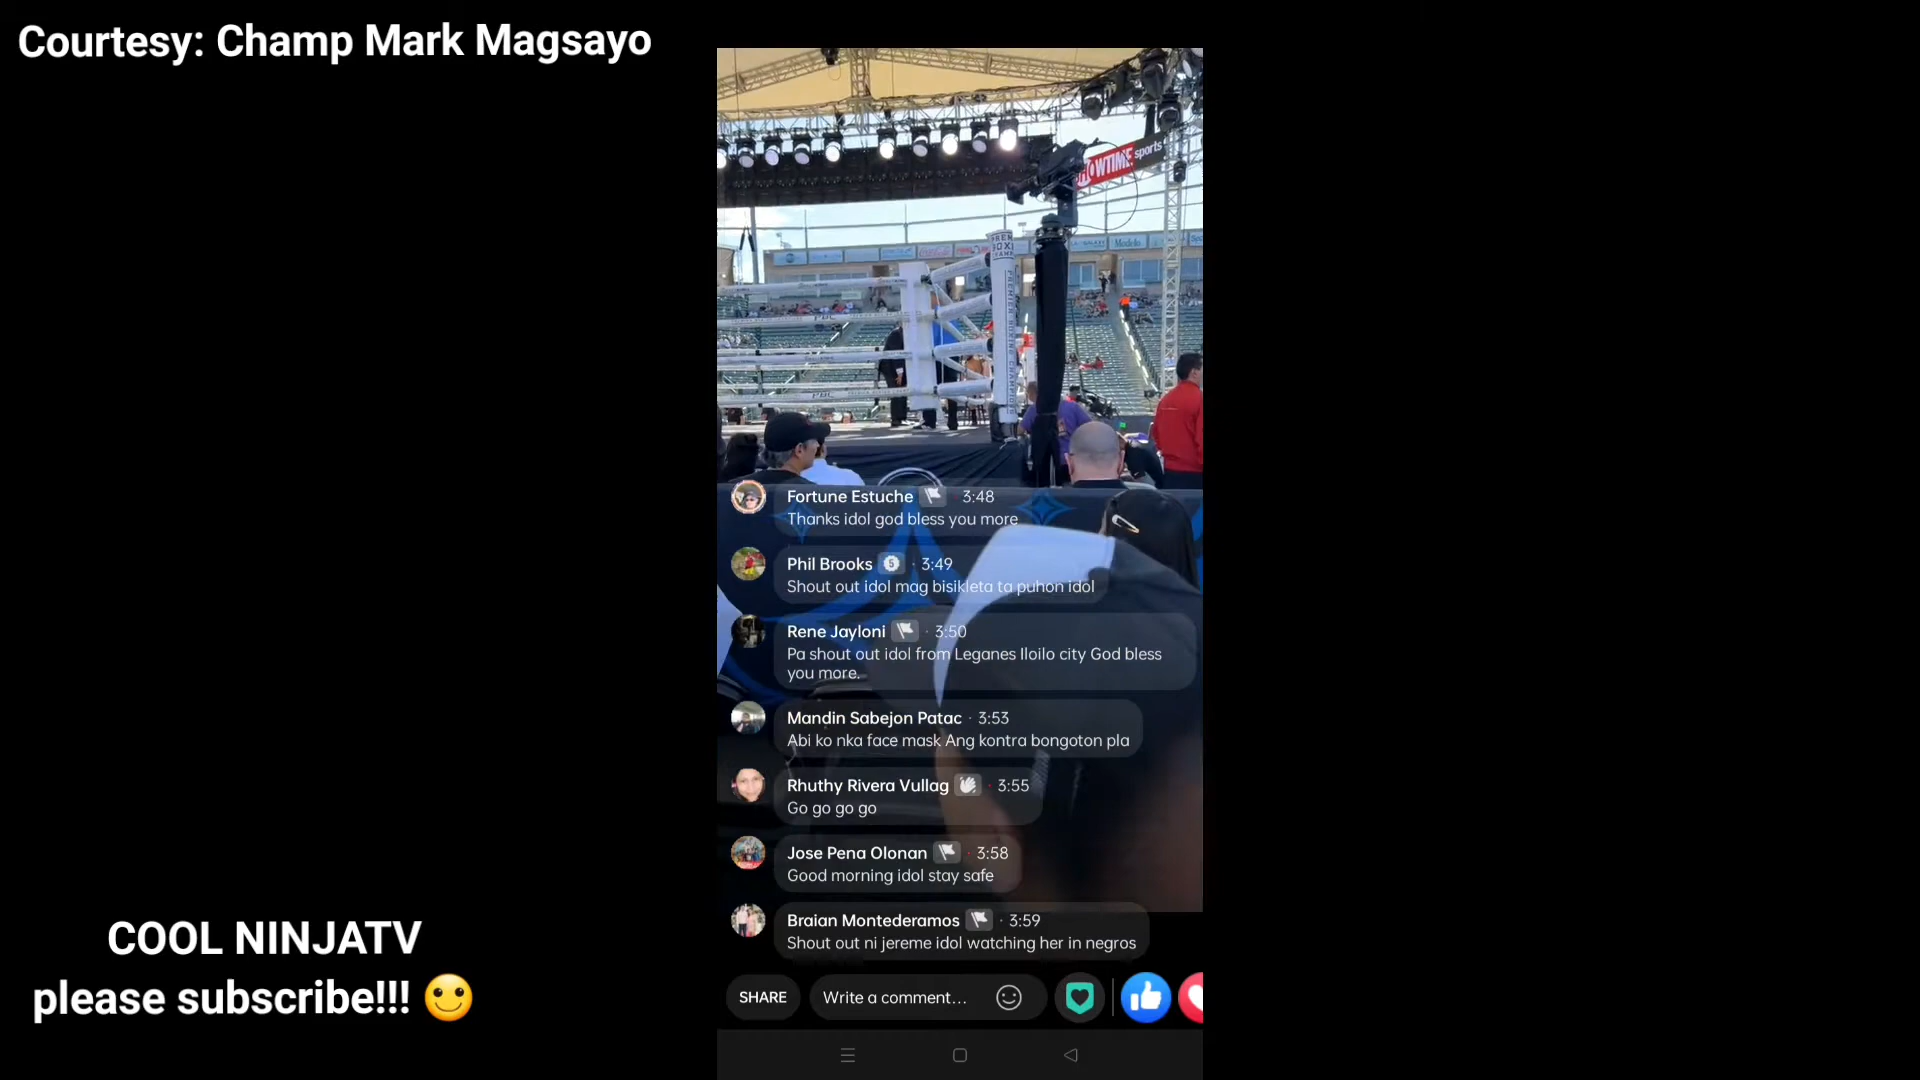 Courtesy: Champ Mark Magsayo
SHOWTIME sports
Modelo
PBC
PBC
Fortune Estuche · 3:48
Thanks idol god bless you more
Phil Brooks 5 · 3:49
Shout out idol mag bisikleta ta puhon idol
Rene Jayloni · 3:50
Pa shout out idol from Leganes Iloilo city God bless
you more.
Mandin Sabejon Patac · 3:53
Abi ko nka face mask Ang kontra bongoton pla
Rhuthy Rivera Vullag · 3:55
Go go go go
Jose Pena Olonan · 3:58
Good morning idol stay safe
Braian Montederamos · 3:59
Shout out ni jereme idol watching her in negros
SHARE
Write a comment...
COOL NINJATV
please subscribe!!! 🙂